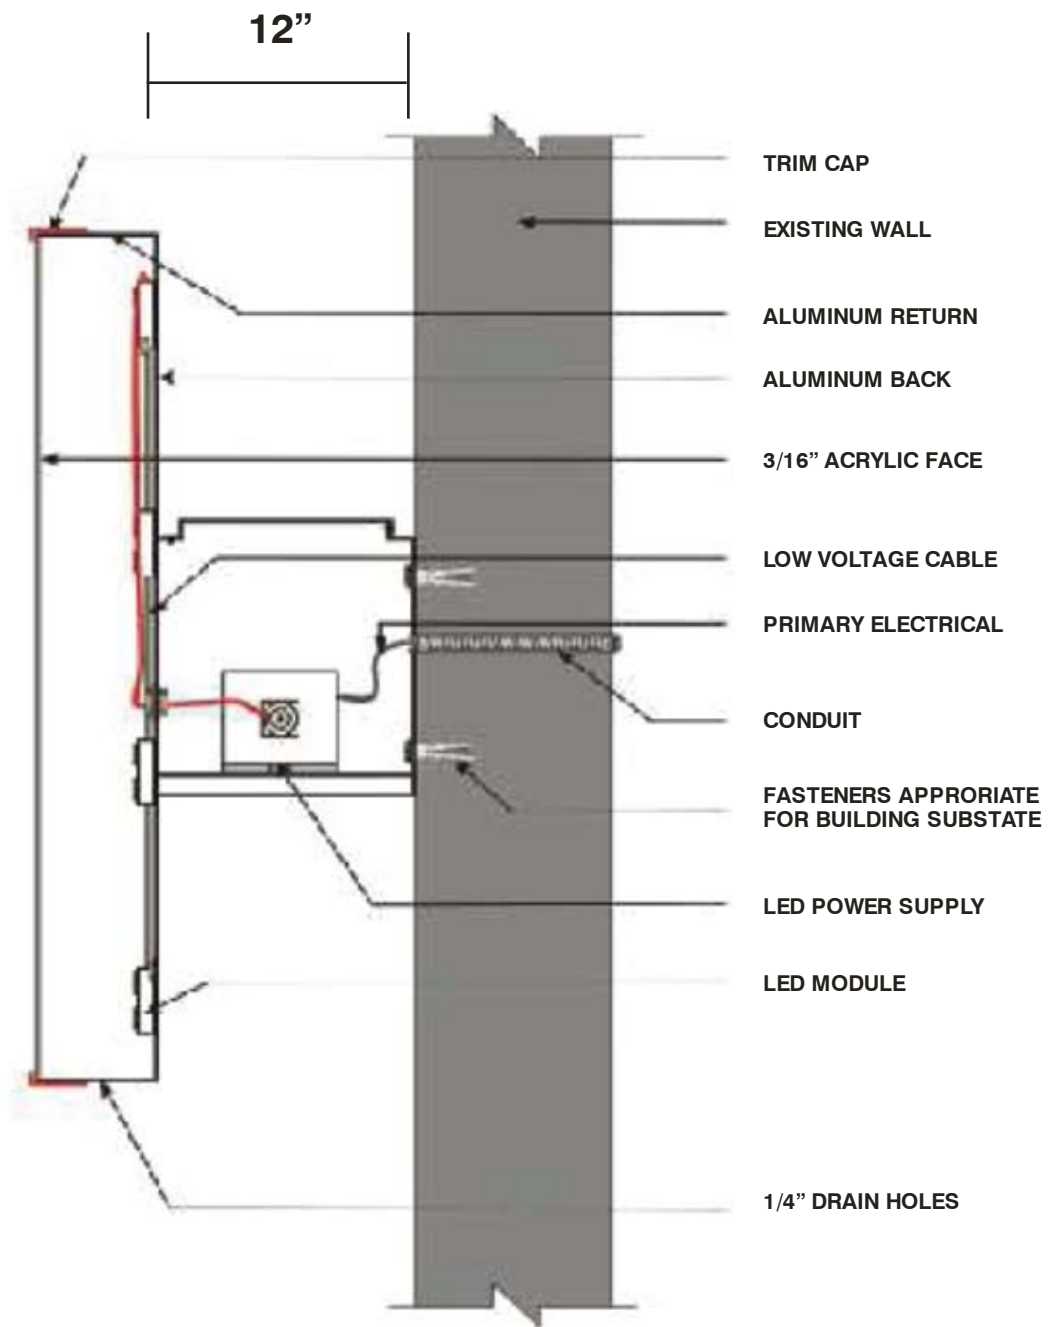 12”
TRIM CAP
EXISTING WALL
ALUMINUM RETURN
ALUMINUM BACK
3/16” ACRYLIC FACE
LOW VOLTAGE CABLE
PRIMARY ELECTRICAL
CONDUIT
FASTENERS APPRORIATE
FOR BUILDING SUBSTATE
LED POWER SUPPLY
LED MODULE
1/4” DRAIN HOLES